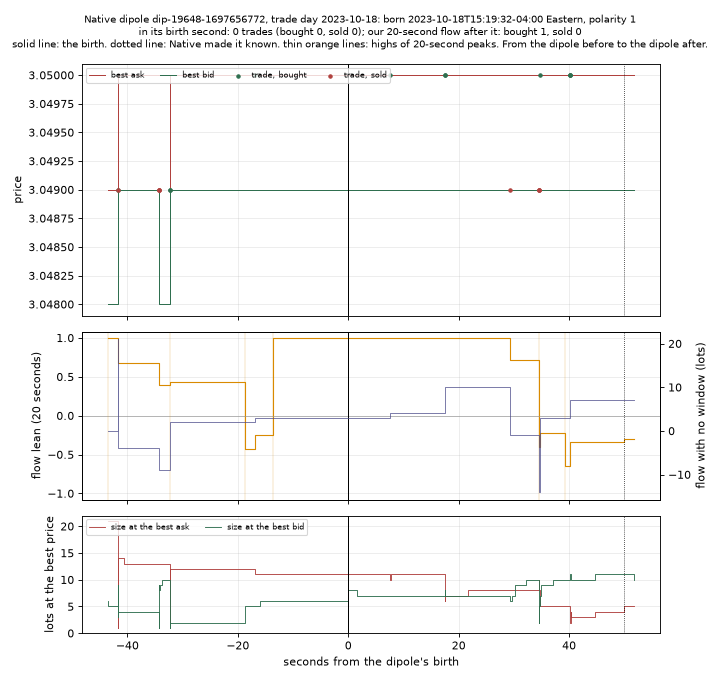 Native dipole dip-19648-1697656772, trade day 2023-10-18: born 2023-10-18T15:19:32-04:00 Eastern, polarity 1
in its birth second: 0 trades (bought 0, sold 0); our 20-second flow after it: bought 1, sold 0
solid line: the birth. dotted line: Native made it known. thin orange lines: highs of 20-second peaks. From the dipole before to the dipole after.
best ask best bid trade, bought trade, sold
3.05000
3.04975
3.04950
3.04925
3.04900
3.04875
3.04850
3.04825
3.04800
price
1.0
0.5
0.0
−0.5
−1.0
flow lean (20 seconds)
20
10
0
−10
flow with no window (lots)
size at the best ask size at the best bid
20
15
10
5
0
lots at the best price
−40 −20 0 20 40
seconds from the dipole's birth